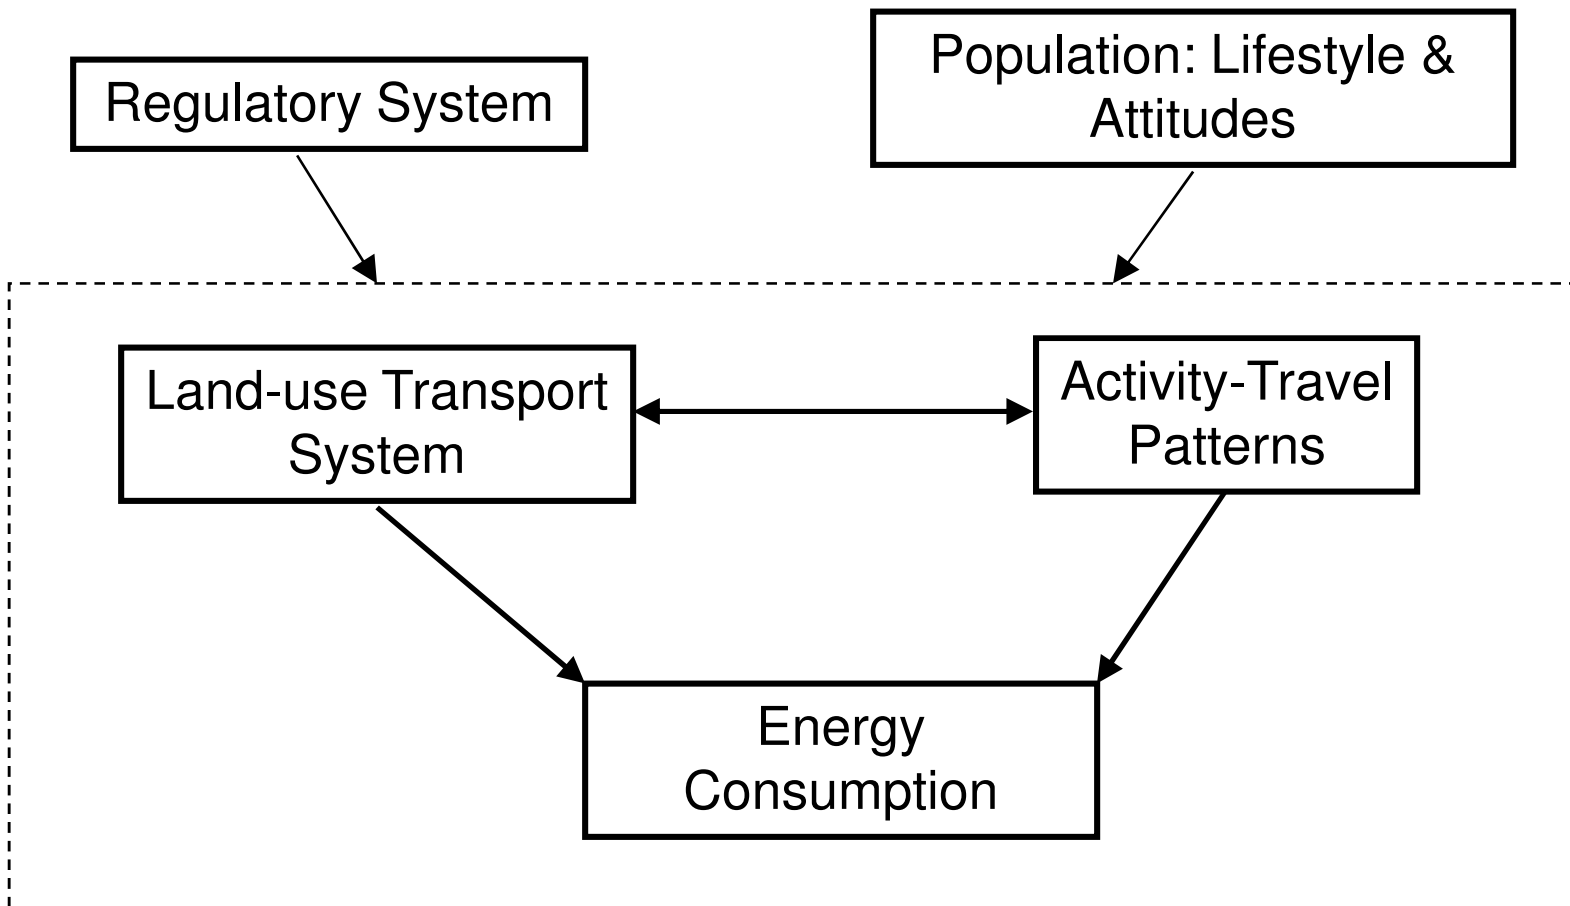 Regulatory System
Population: Lifestyle &
Attitudes
Land-use Transport
System
Activity-Travel
Patterns
Energy
Consumption